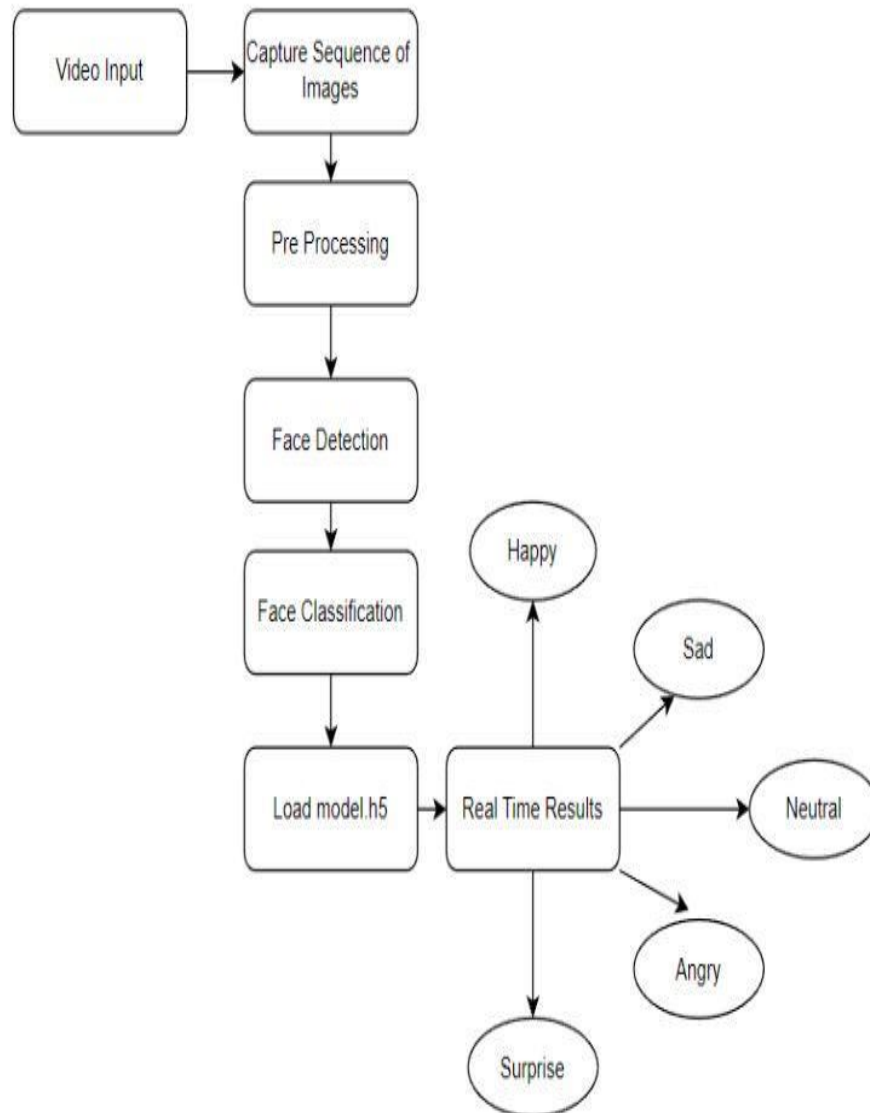 Video Input
Capture Sequence of
Images
Pre Processing
Face Detection
Face Classification
Load model.h5
Real Time Results
Happy
Sad
Neutral
Angry
Surprise